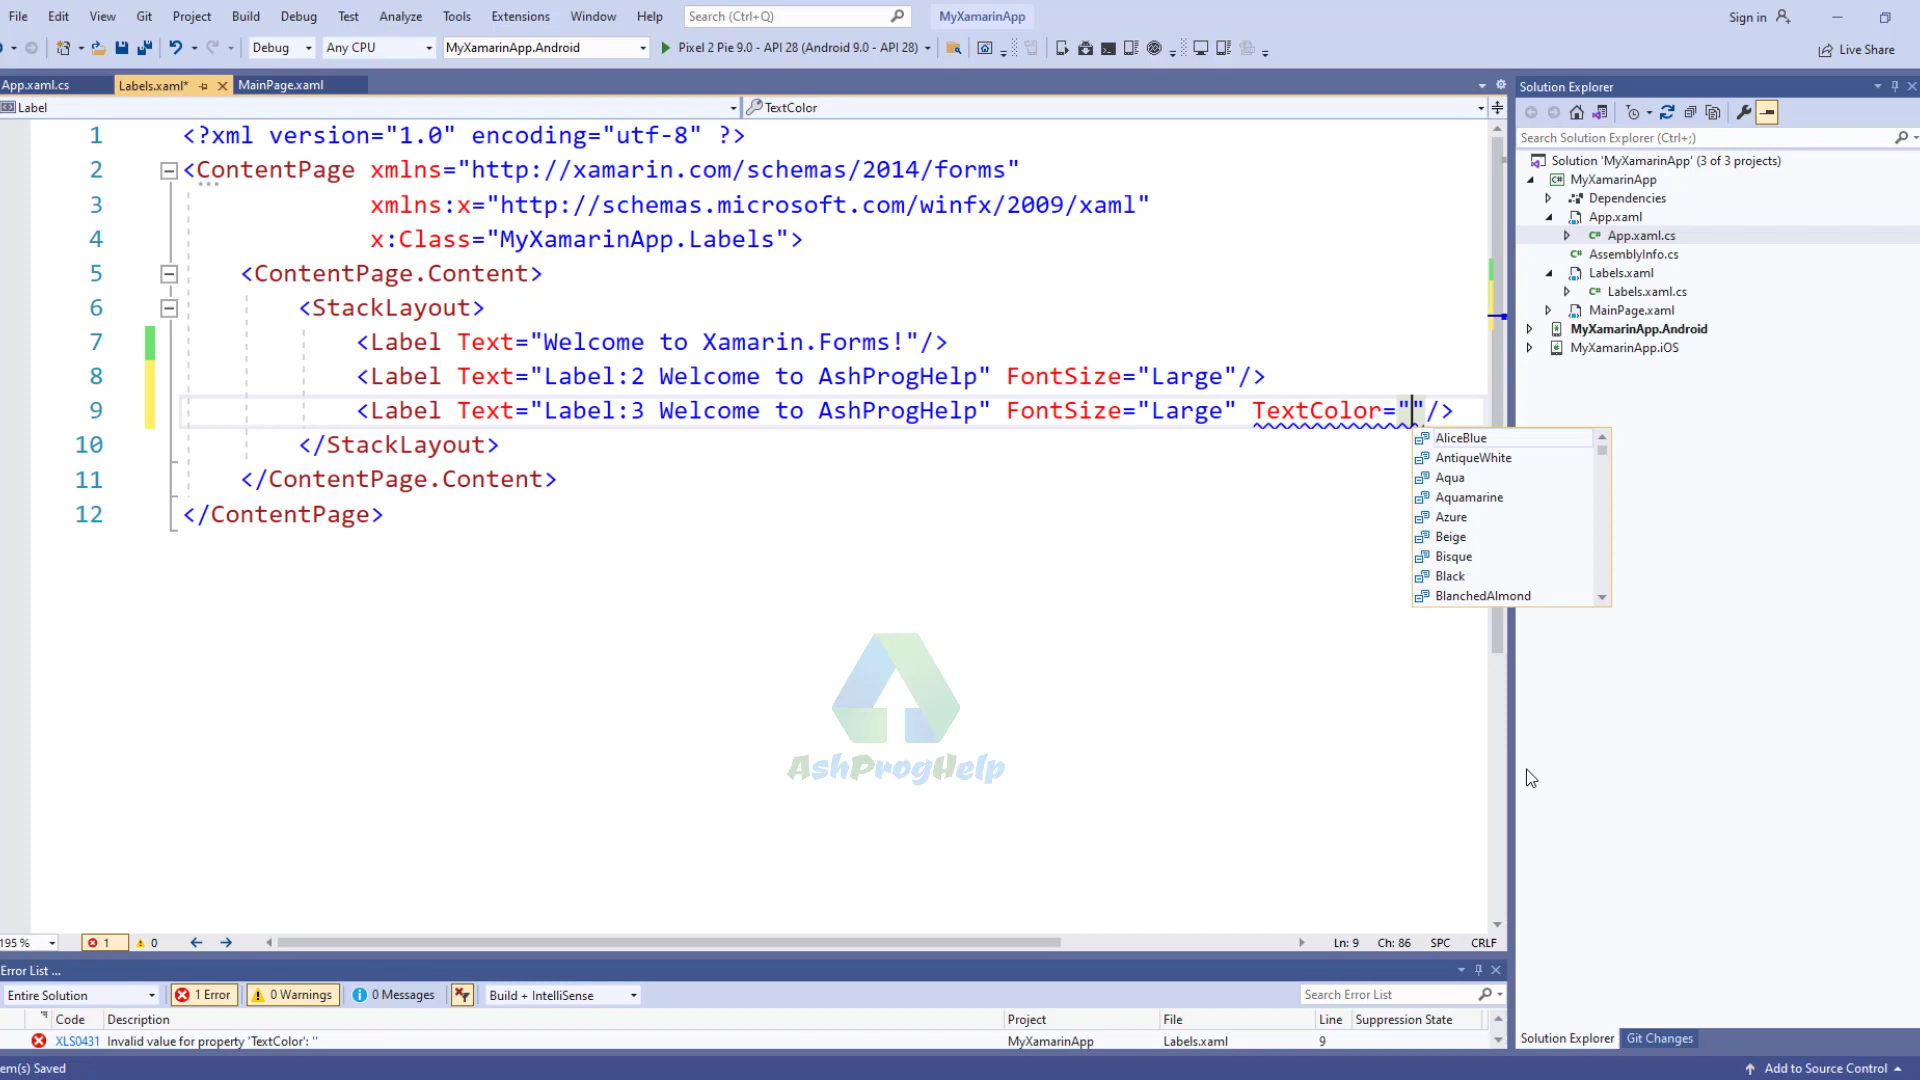 File Edit View Git Project Build Debug Test Analyze Tools Extensions Window Help Search (Ctrl+Q) MyXamarinApp Sign in
Debug Any CPU MyXamarinApp.Android Pixel 2 Pie 9.0 - API 28 (Android 9.0 - API 28) Live Share
App.xaml.cs Labels.xaml* MainPage.xaml
Label TextColor
1 <?xml version="1.0" encoding="utf-8" ?>
2 <ContentPage xmlns="http://xamarin.com/schemas/2014/forms"
3 xmlns:x="http://schemas.microsoft.com/winfx/2009/xaml"
4 x:Class="MyXamarinApp.Labels">
5 <ContentPage.Content>
6 <StackLayout>
7 <Label Text="Welcome to Xamarin.Forms!"/>
8 <Label Text="Label:2 Welcome to AshProgHelp" FontSize="Large"/>
9 <Label Text="Label:3 Welcome to AshProgHelp" FontSize="Large" TextColor=""/>
10 </StackLayout>
11 </ContentPage.Content>
12 </ContentPage>
AliceBlue
AntiqueWhite
Aqua
Aquamarine
Azure
Beige
Bisque
Black
BlanchedAlmond
AshProgHelp
195 % 1 0 Ln: 9 Ch: 86 SPC CRLF
Error List ...
Entire Solution 1 Error 0 Warnings 0 Messages Build + IntelliSense Search Error List
Code Description Project File Line Suppression State
XLS0431 Invalid value for property 'TextColor': '' MyXamarinApp Labels.xaml 9
em(s) Saved
Solution Explorer
Search Solution Explorer (Ctrl+;)
Solution 'MyXamarinApp' (3 of 3 projects)
MyXamarinApp
Dependencies
App.xaml
App.xaml.cs
AssemblyInfo.cs
Labels.xaml
Labels.xaml.cs
MainPage.xaml
MyXamarinApp.Android
MyXamarinApp.iOS
Solution Explorer Git Changes
Add to Source Control